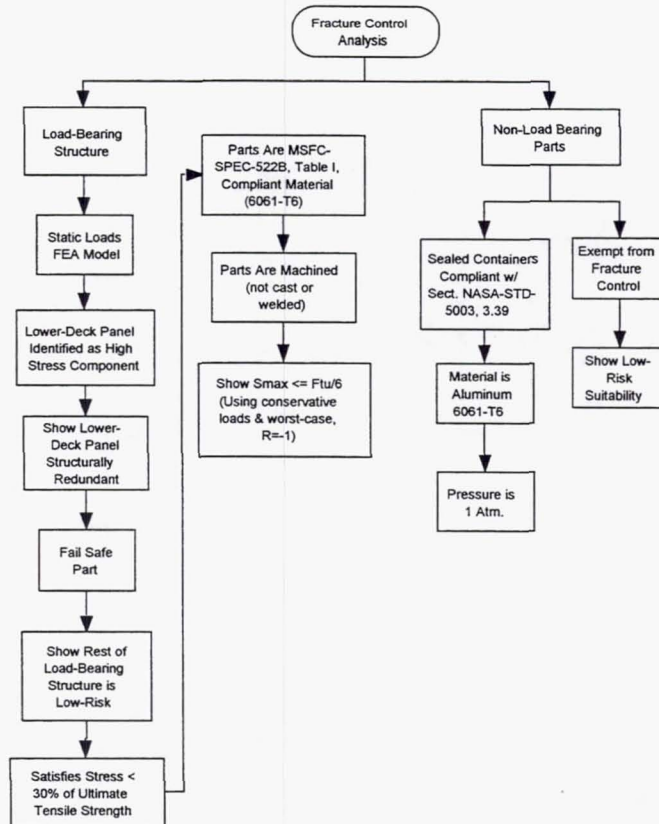 Fracture Control
Analysis
Load-Bearing
Structure
Static Loads
FEA Model
Lower-Deck Panel
Identified as High
Stress Component
Show Lower-
Deck Panel
Structurally
Redundant
Fail Safe
Part
Show Rest of
Load-Bearing
Structure is
Low-Risk
Satisfies Stress <
30% of Ultimate
Tensile Strength
Parts Are MSFC-
SPEC-522B, Table I,
Compliant Material
(6061-T6)
Parts Are Machined
(not cast or
welded)
Show Smax <= Ftu/6
(Using conservative
loads & worst-case,
R=-1)
Non-Load Bearing
Parts
Sealed Containers
Compliant w/
Sect. NASA-STD-
5003, 3.39
Material is
Aluminum
6061-T6
Pressure is
1 Atm.
Exempt from
Fracture
Control
Show Low-
Risk
Suitability